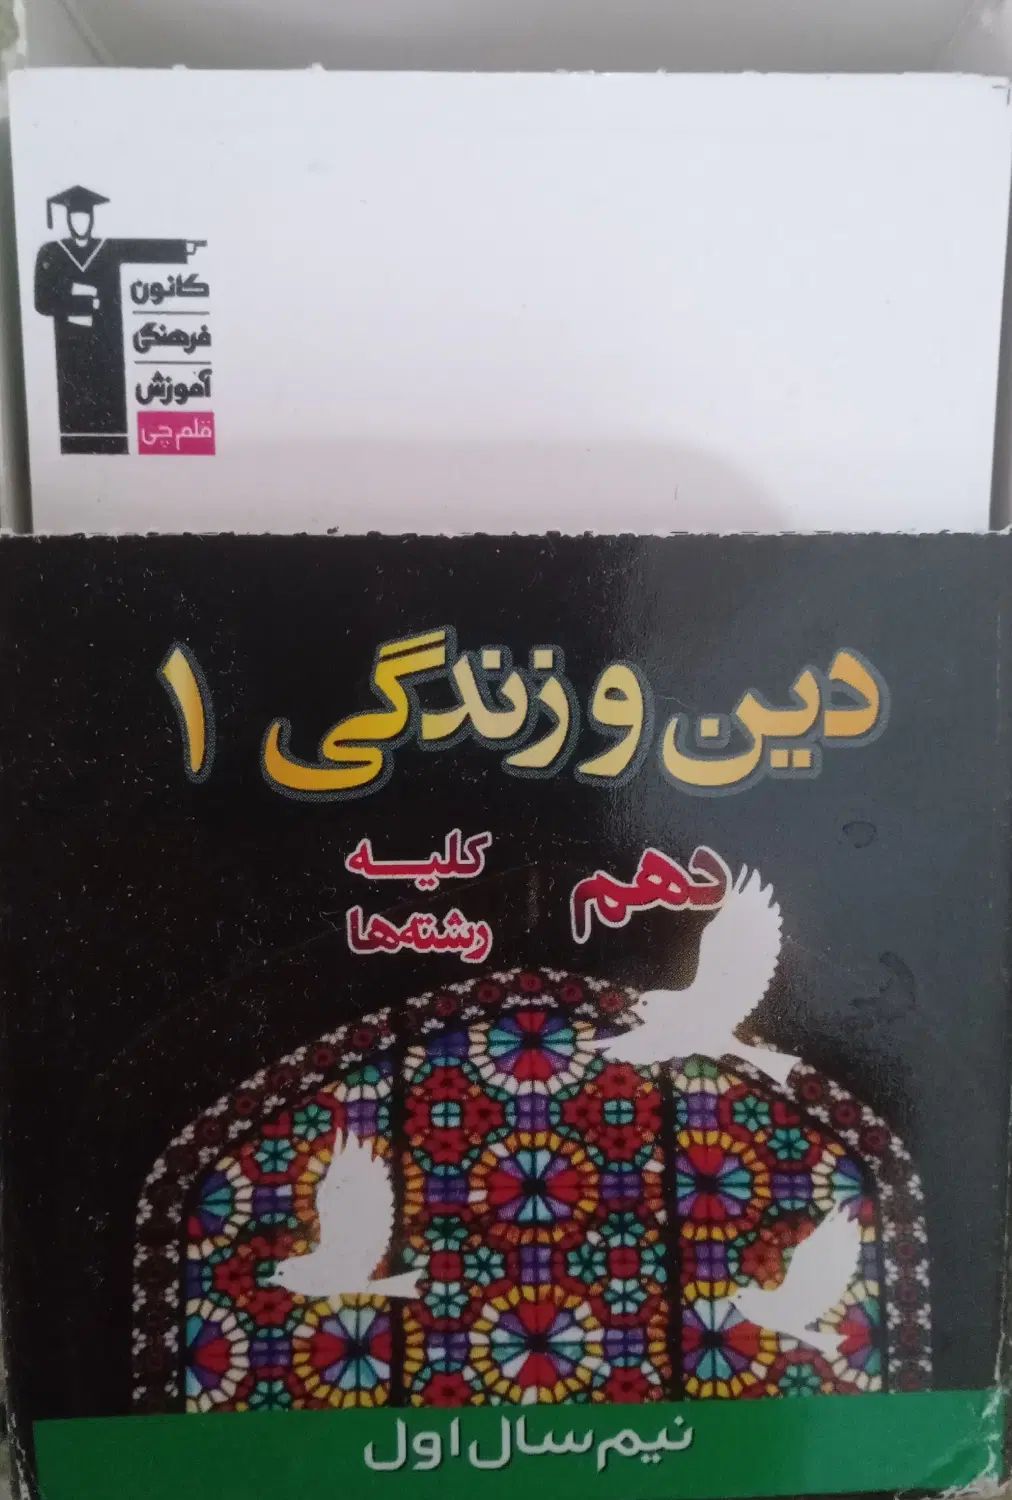 کانون
فرهنگی
آموزش
قلم‌چی
دین و زندگی ۱
دهم
کلیه
رشته‌ها
نیم‌سال اول